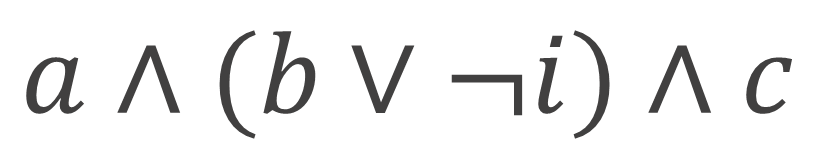 a ∧ (b ∨ ¬i) ∧ c